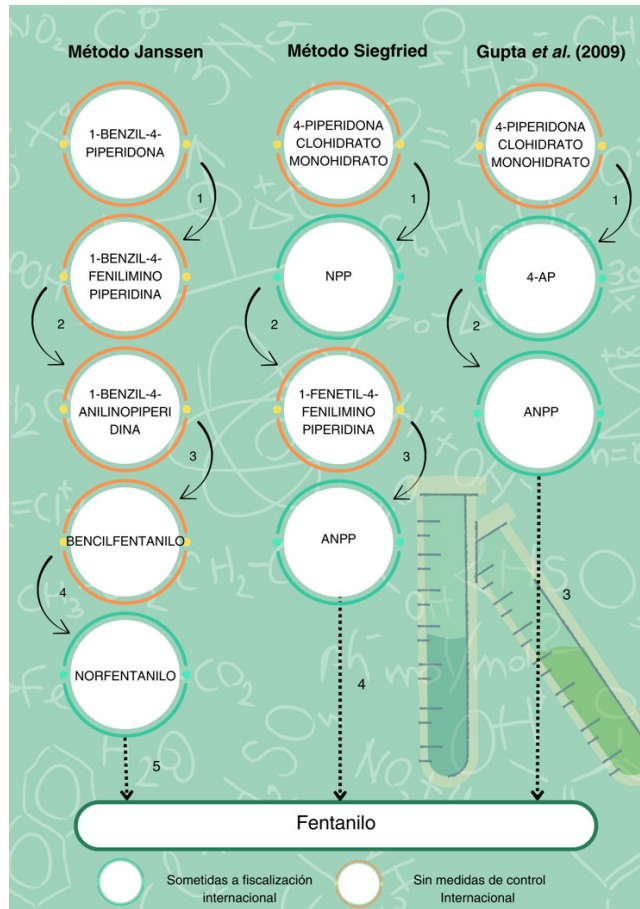 Método Janssen
Método Siegfried
Gupta et al. (2009)
1-BENZIL-4-
PIPERIDONA
4-PIPERIDONA
CLOHIDRATO
MONOHIDRATO
4-PIPERIDONA
CLOHIDRATO
MONOHIDRATO
1
1
1
1-BENZIL-4-
FENILIMINO
PIPERIDINA
NPP
4-AP
2
2
2
1-BENZIL-4-
ANILINOPIPERI
DINA
1-FENETIL-4-
FENILIMINO
PIPERIDINA
ANPP
3
3
BENCILFENTANILO
ANPP
4
3
NORFENTANILO
4
5
Fentanilo
Sometidas a fiscalización
internacional
Sin medidas de control
Internacional